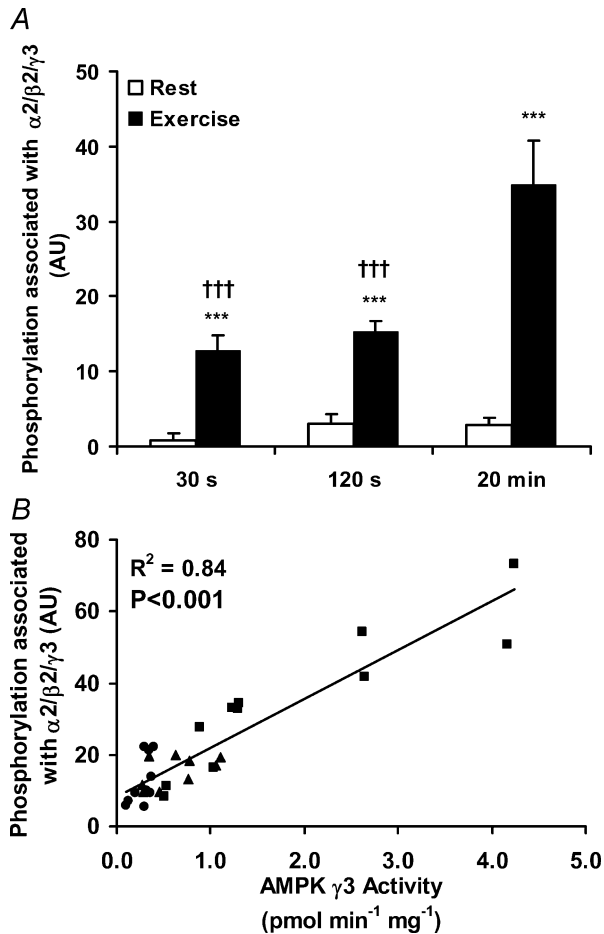 A
Phosphorylation associated with α2/β2/γ3
(AU)
50
40
30
20
10
0
Rest
Exercise
†††
***
†††
***
***
30 s
120 s
20 min
B
Phosphorylation associated
with α2/β2/γ3 (AU)
80
60
40
20
0
R² = 0.84
P<0.001
0.0
1.0
2.0
3.0
4.0
5.0
AMPK γ3 Activity
(pmol min⁻¹ mg⁻¹)